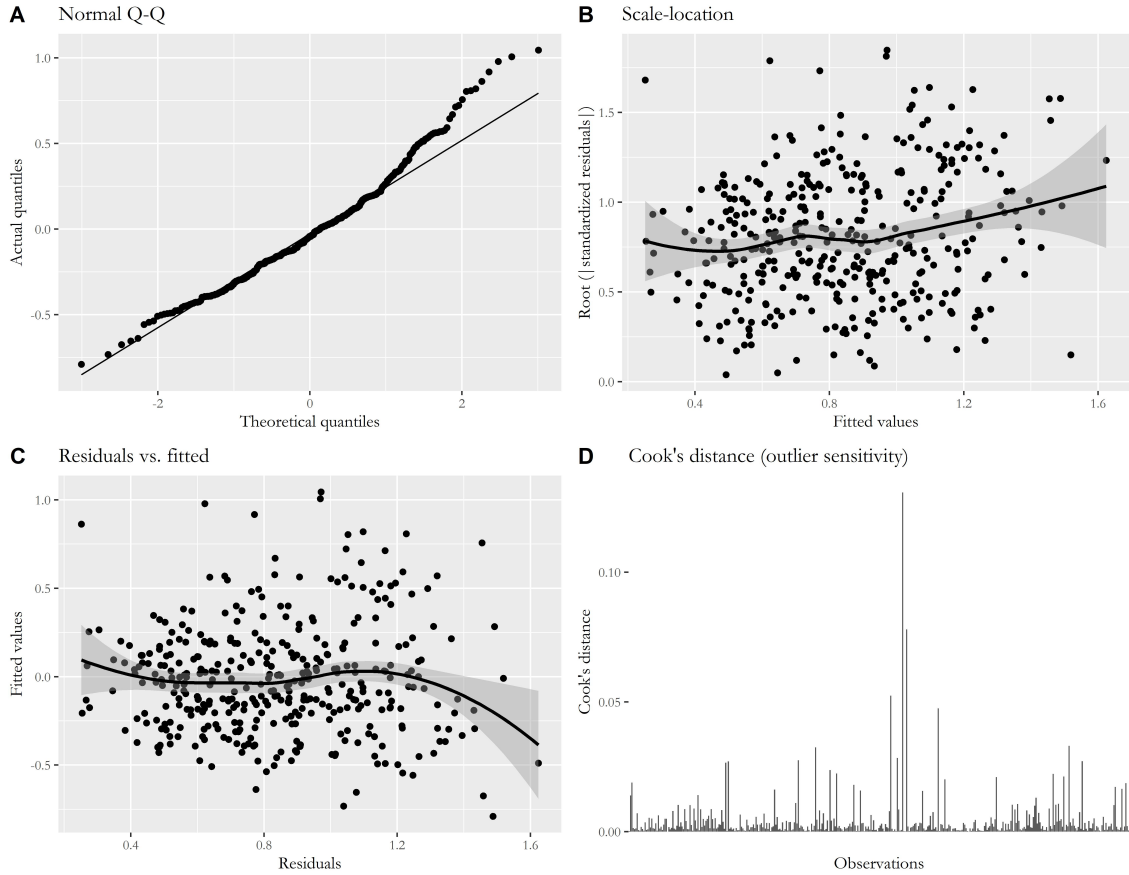 A Normal Q-Q
1.0
0.5
0.0
-0.5
Actual quantiles
-2 0 2
Theoretical quantiles
B Scale-location
1.5
1.0
0.5
0.0
Root (|standardized residuals|)
0.4 0.8 1.2 1.6
Fitted values
C Residuals vs. fitted
1.0
0.5
0.0
-0.5
Fitted values
0.4 0.8 1.2 1.6
Residuals
D Cook's distance (outlier sensitivity)
0.10
0.05
0.00
Cook's distance
Observations